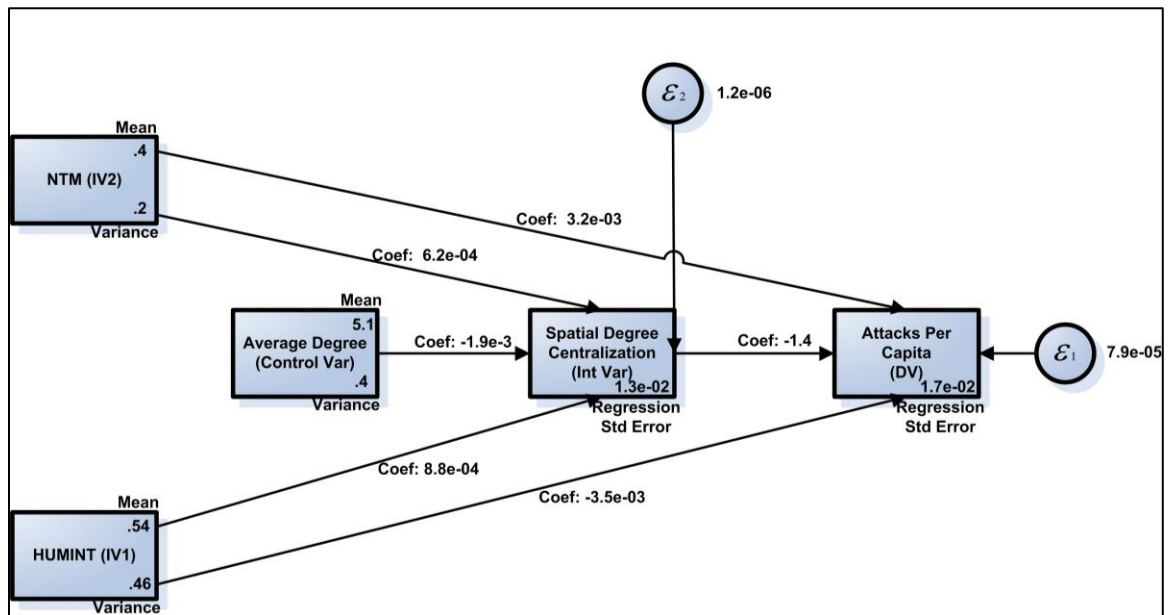 ε2
1.2e-06
Mean
.4
NTM (IV2)
.2
Variance
Coef: 3.2e-03
Coef: 6.2e-04
Mean
5.1
Average Degree
(Control Var)
.4
Variance
Coef: -1.9e-3
Spatial Degree
Centralization
(Int Var)
1.3e-02
Regression
Std Error
Coef: -1.4
Attacks Per
Capita
(DV)
1.7e-02
Regression
Std Error
ε1
7.9e-05
Coef: 8.8e-04
Coef: -3.5e-03
Mean
.54
HUMINT (IV1)
.46
Variance